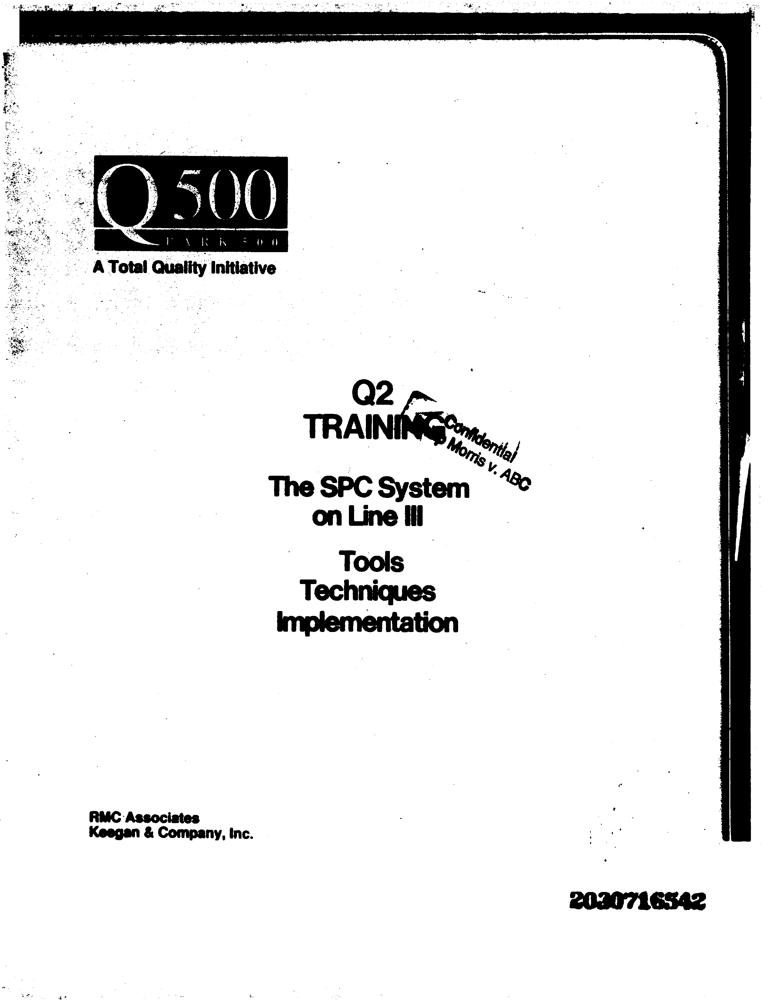 Q500
PARK 500
A Total Quality Initiative
Q2
TRAINING
Confidential
Morris v. ABC
The SPC System
on Line III
Tools
Techniques
Implementation
RMC Associates
Keegan & Company, Inc.
2030716542